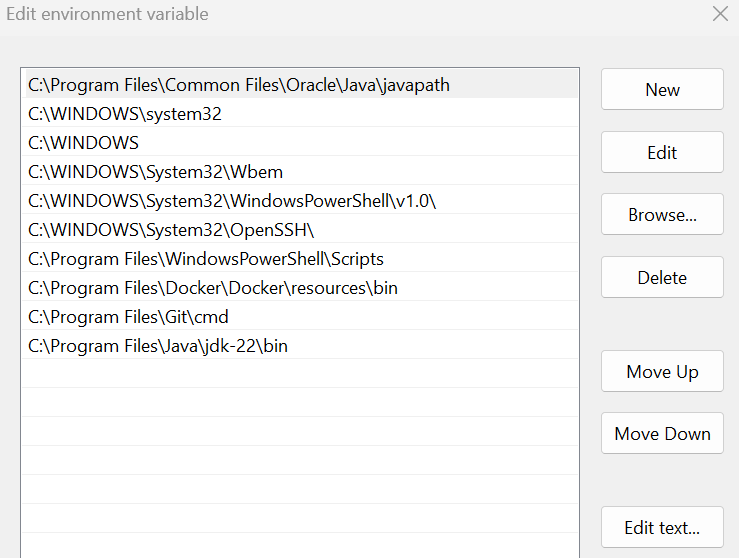 Edit environment variable
C:\Program Files\Common Files\Oracle\Java\javapath
C:\WINDOWS\system32
C:\WINDOWS
C:\WINDOWS\System32\Wbem
C:\WINDOWS\System32\WindowsPowerShell\v1.0\
C:\WINDOWS\System32\OpenSSH\
C:\Program Files\WindowsPowerShell\Scripts
C:\Program Files\Docker\Docker\resources\bin
C:\Program Files\Git\cmd
C:\Program Files\Java\jdk-22\bin
New
Edit
Browse...
Delete
Move Up
Move Down
Edit text...